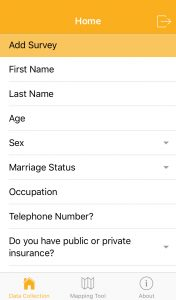 Home
Add Survey
First Name
Last Name
Age
Sex
Marriage Status
Occupation
Telephone Number?
Do you have public or private
insurance?
Data Collection
Mapping Tool
About